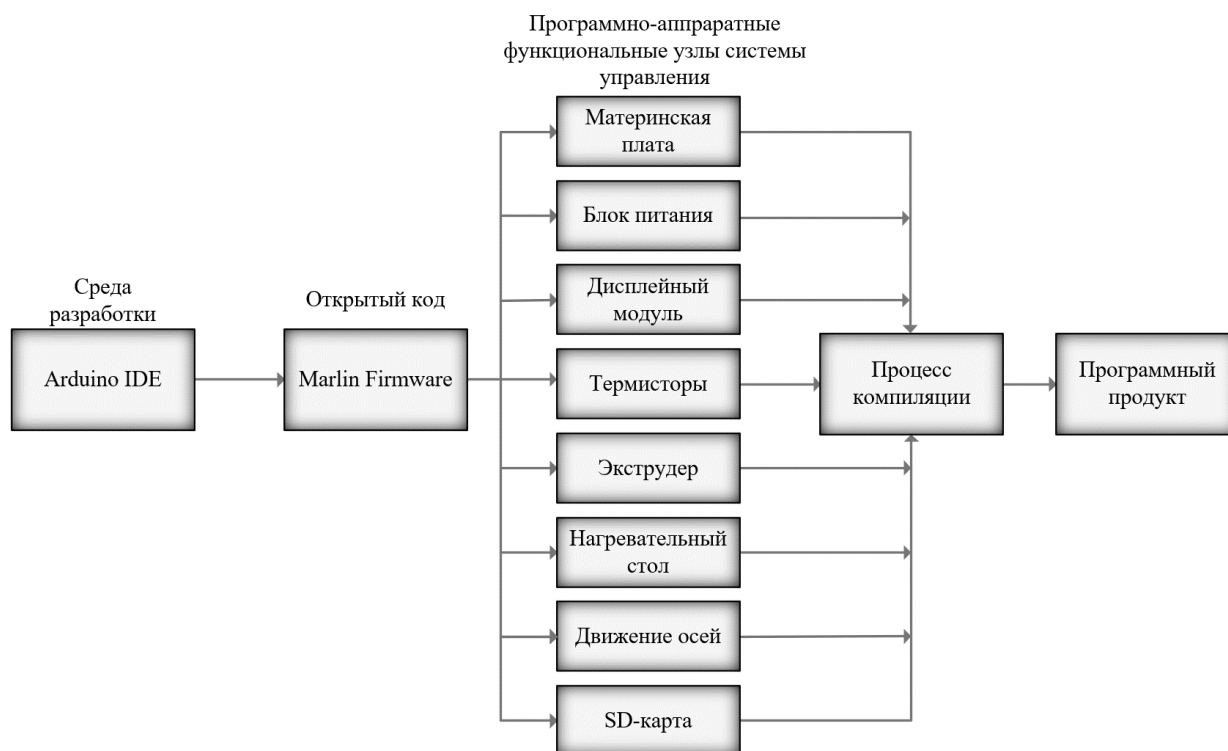 Программно-аппратные
функциональные узлы системы
управления
Материнская
плата
Блок питания
Дисплейный
модуль
Среда
разработки
Открытый код
Arduino IDE
Marlin Firmware
Термисторы
Процесс
компиляции
Программный
продукт
Экструдер
Нагревательный
стол
Движение осей
SD-карта